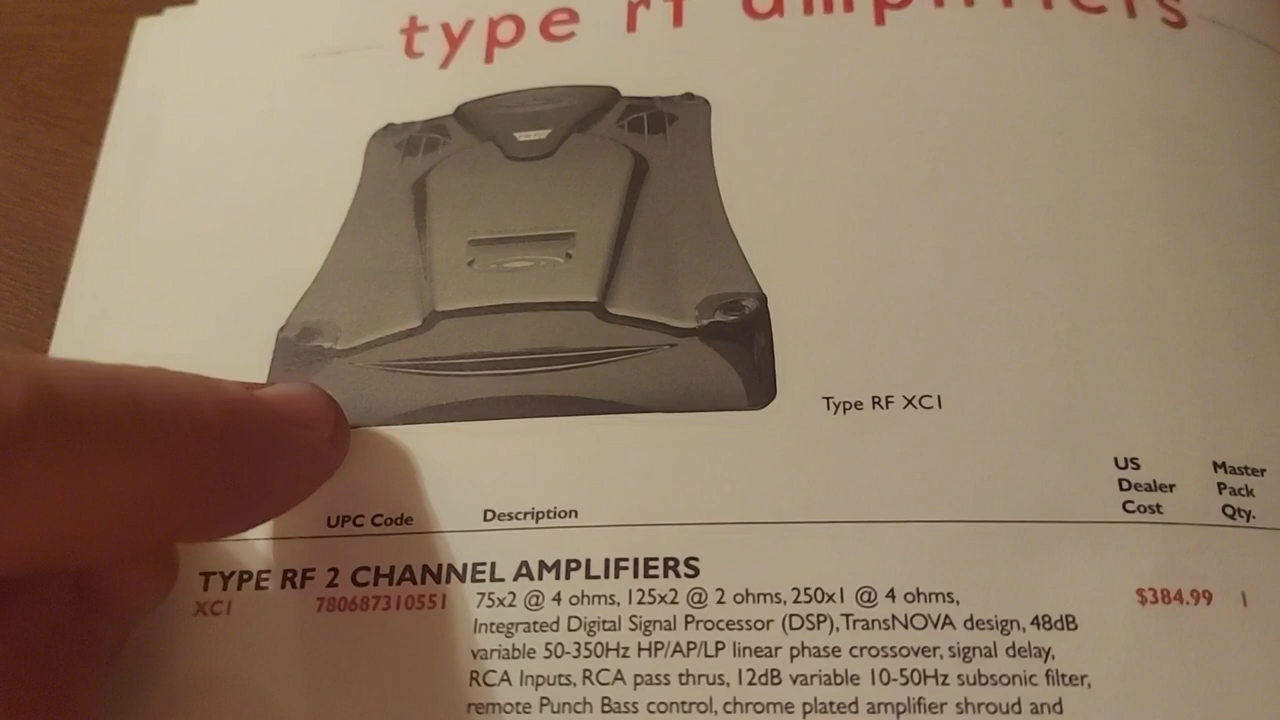 type rf amplifiers
Type RF XC1
US Dealer Cost
Master Pack Qty.
UPC Code
Description
TYPE RF 2 CHANNEL AMPLIFIERS
XC1 780687310551 75x2 @ 4 ohms, 125x2 @ 2 ohms, 250x1 @ 4 ohms, $384.99 1
Integrated Digital Signal Processor (DSP), TransNOVA design, 48dB
variable 50-350Hz HP/AP/LP linear phase crossover, signal delay,
RCA Inputs, RCA pass thrus, 12dB variable 10-50Hz subsonic filter,
remote Punch Bass control, chrome plated amplifier shroud and